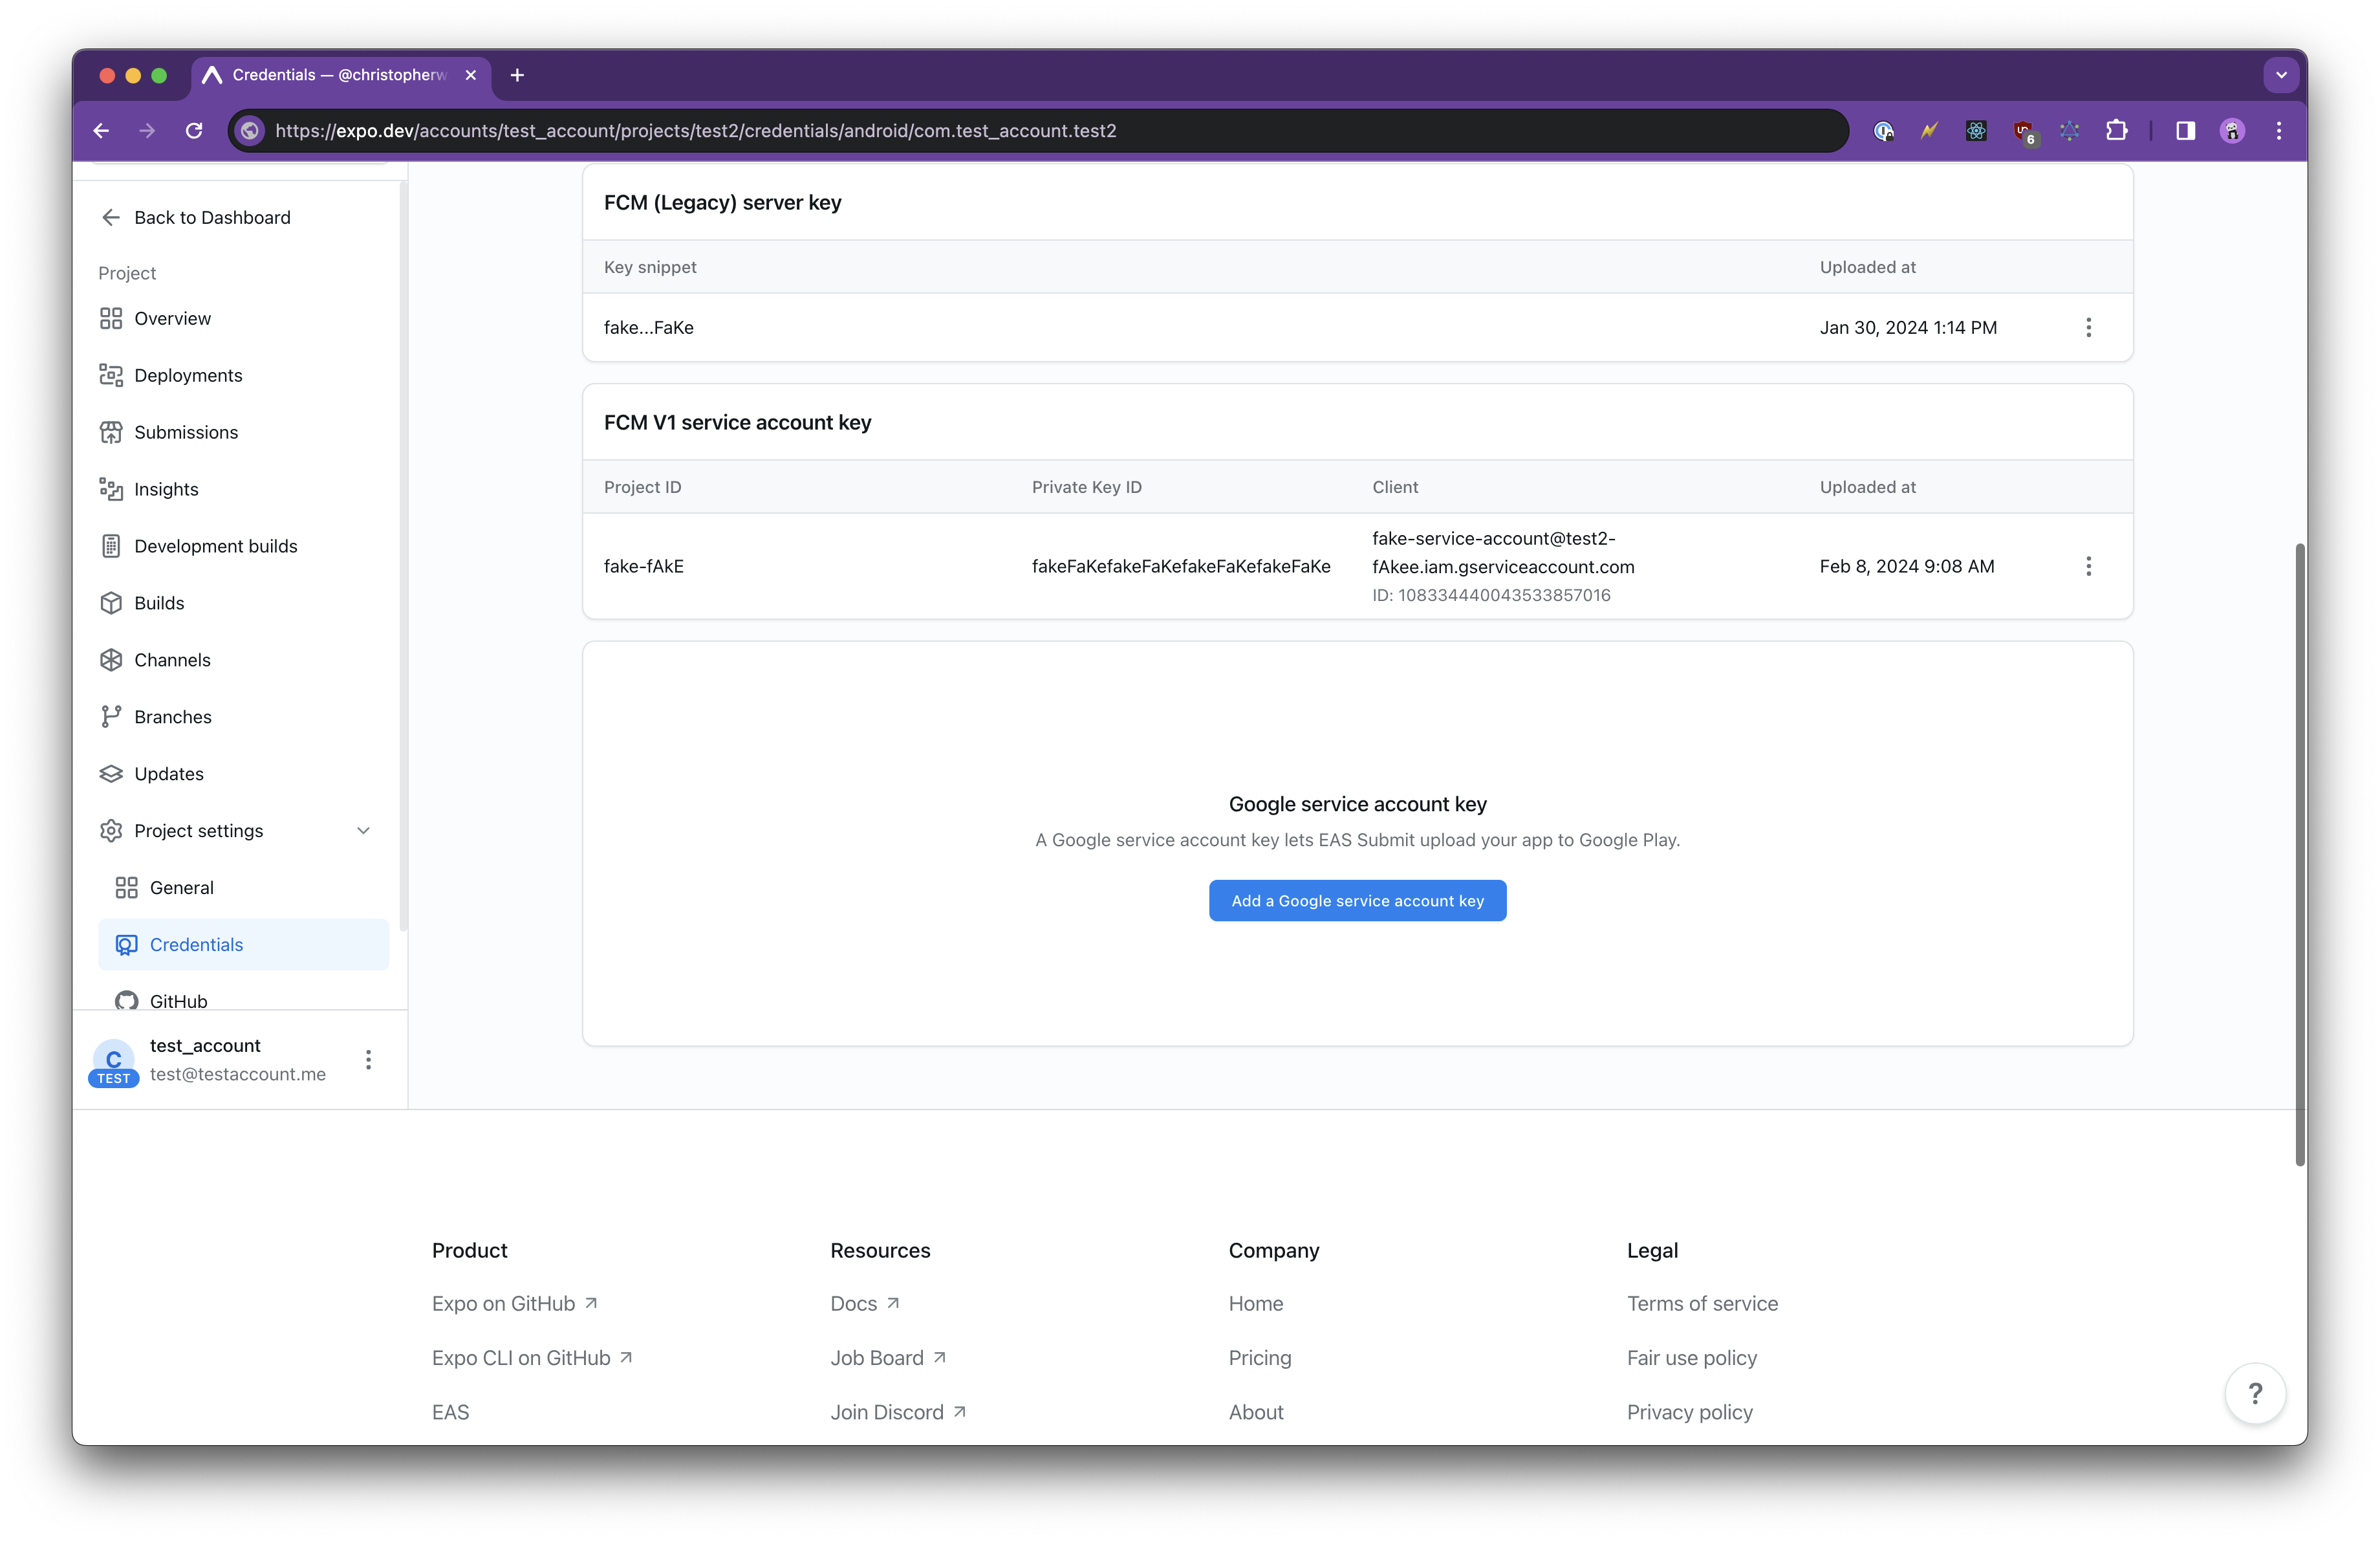 Credentials — @christopherw
https://expo.dev/accounts/test_account/projects/test2/credentials/android/com.test_account.test2
6
Back to Dashboard
Project
Overview
Deployments
Submissions
Insights
Development builds
Builds
Channels
Branches
Updates
Project settings
General
Credentials
GitHub
C
TEST
test_account
test@testaccount.me
FCM (Legacy) server key
Key snippet
Uploaded at
fake...FaKe
Jan 30, 2024 1:14 PM
FCM V1 service account key
Project ID
Private Key ID
Client
Uploaded at
fake-fAkE
fakeFaKefakeFaKefakeFaKefakeFaKe
fake-service-account@test2-
fAkee.iam.gserviceaccount.com
ID: 108334440043533857016
Feb 8, 2024 9:08 AM
Google service account key
A Google service account key lets EAS Submit upload your app to Google Play.
Add a Google service account key
Product
Expo on GitHub
Expo CLI on GitHub
EAS
Resources
Docs
Job Board
Join Discord
Company
Home
Pricing
About
Legal
Terms of service
Fair use policy
Privacy policy
?